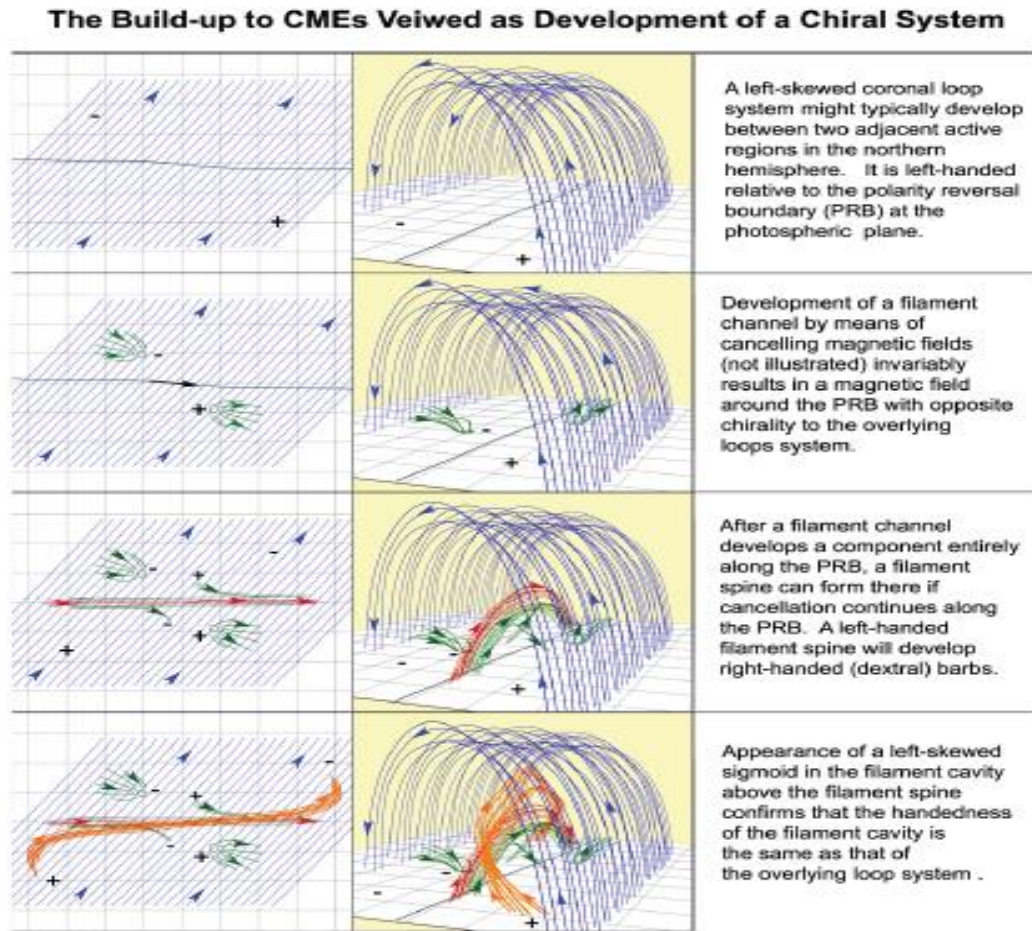 The Build-up to CMEs Veiwed as Development of a Chiral System
A left-skewed coronal loop
system might typically develop
between two adjacent active
regions in the northern
hemisphere. It is left-handed
relative to the polarity reversal
boundary (PRB) at the
photospheric plane.
-
+
-
+
Development of a filament
channel by means of
cancelling magnetic fields
(not illustrated) invariably
results in a magnetic field
around the PRB with opposite
chirality to the overlying
loops system.
-
+
-
+
After a filament channel
develops a component entirely
along the PRB, a filament
spine can form there if
cancellation continues along
the PRB. A left-handed
filament spine will develop
right-handed (dextral) barbs.
-
- +
-
+
+
- -
+
Appearance of a left-skewed
sigmoid in the filament cavity
above the filament spine
confirms that the handedness
of the filament cavity is
the same as that of
the overlying loop system .
-
- +
-
+
+
- -
+